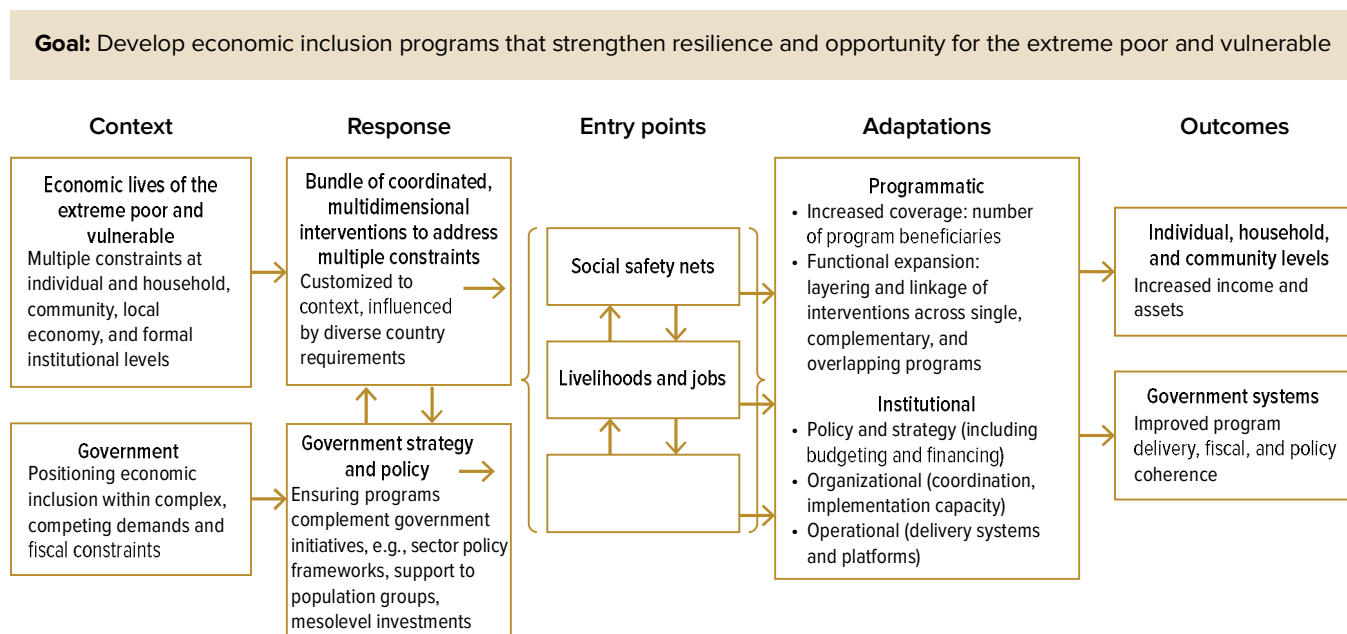 Goal: Develop economic inclusion programs that strengthen resilience and opportunity for the extreme poor and vulnerable
Context
Response
Entry points
Adaptations
Outcomes
Economic lives of the
extreme poor and
vulnerable
Multiple constraints at
individual and household,
community, local
economy, and formal
institutional levels
Government
Positioning economic
inclusion within complex,
competing demands and
fiscal constraints
Bundle of coordinated,
multidimensional
interventions to address
multiple constraints
Customized to
context, influenced
by diverse country
requirements
Government strategy
and policy
Ensuring programs
complement government
initiatives, e.g., sector policy
frameworks, support to
population groups,
mesolevel investments
Social safety nets
Livelihoods and jobs
Programmatic
• Increased coverage: number
of program beneficiaries
• Functional expansion:
layering and linkage of
interventions across single,
complementary, and
overlapping programs
Institutional
• Policy and strategy (including
budgeting and financing)
• Organizational (coordination,
implementation capacity)
• Operational (delivery systems
and platforms)
Individual, household,
and community levels
Increased income and
assets
Government systems
Improved program
delivery, fiscal, and policy
coherence